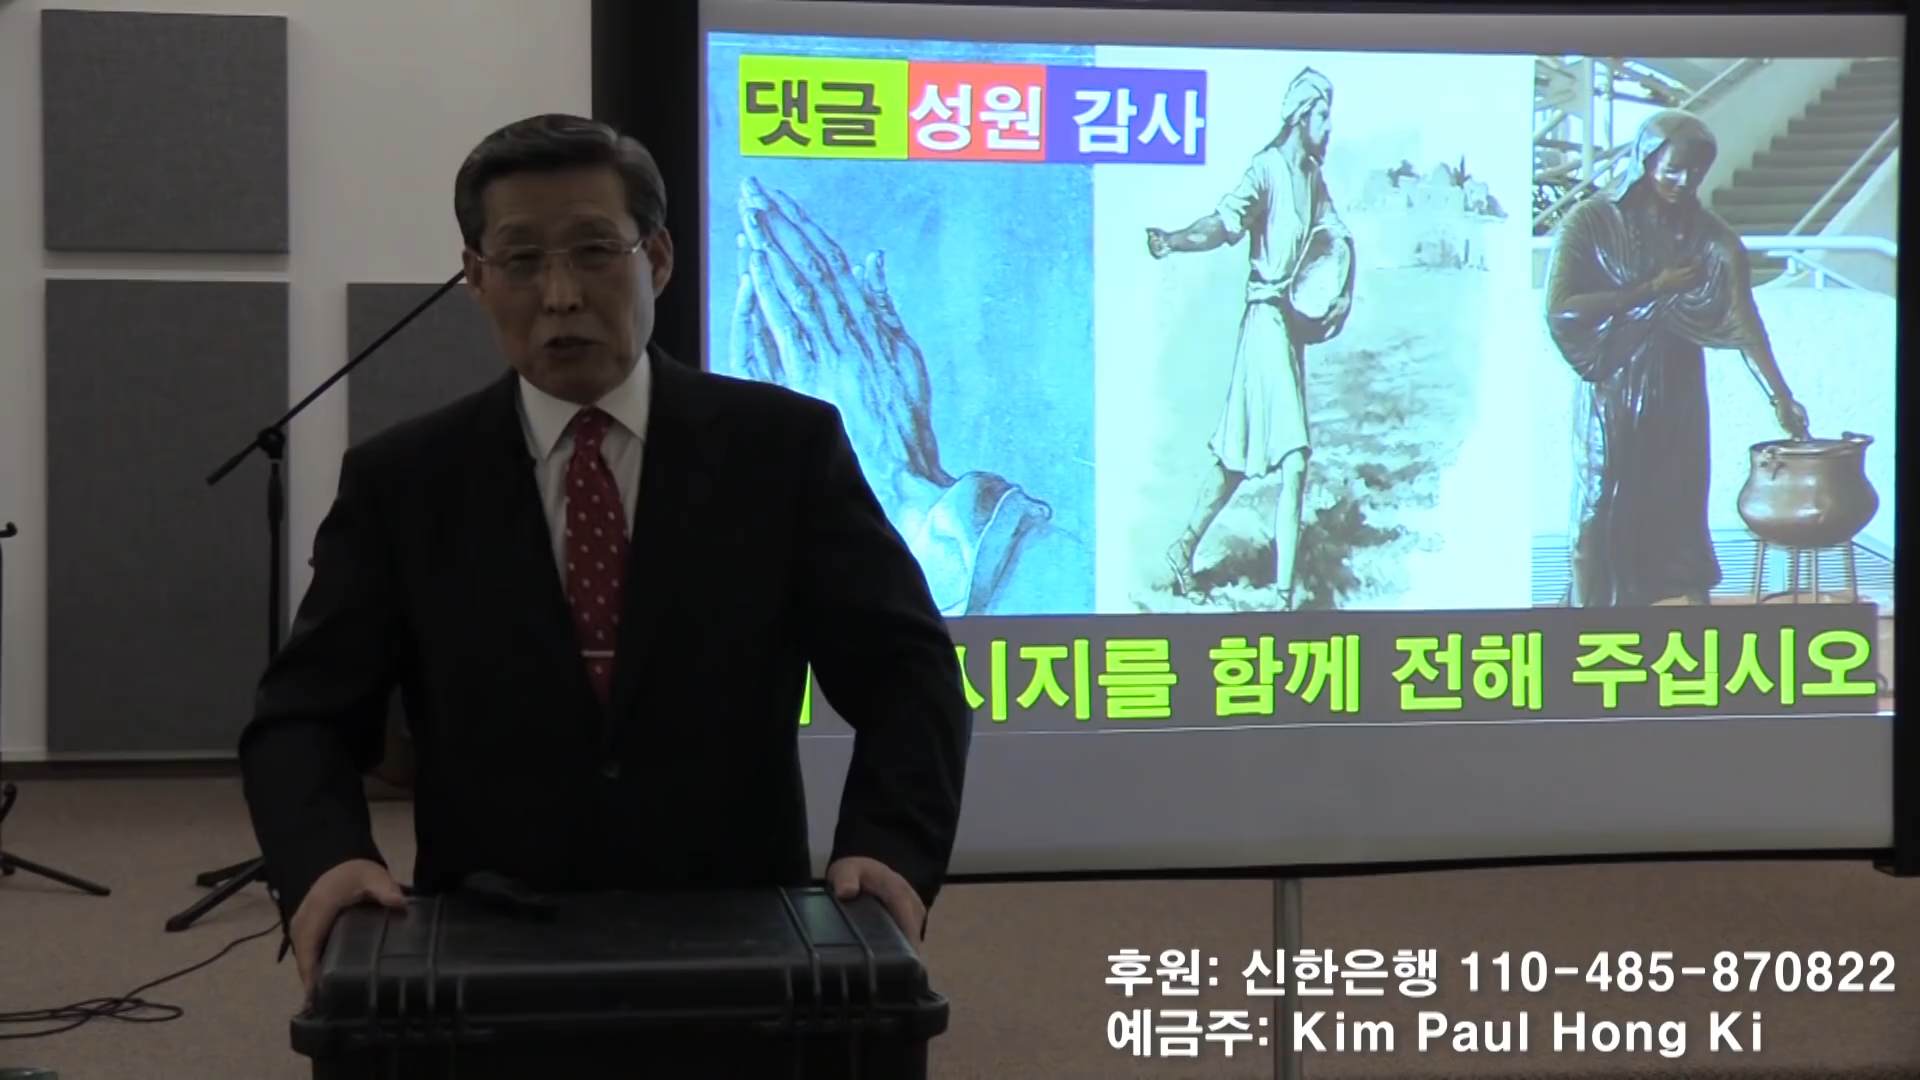 댓글 성원 감사
시지를 함께 전해 주십시오
후원: 신한은행 110-485-870822
예금주: Kim Paul Hong Ki